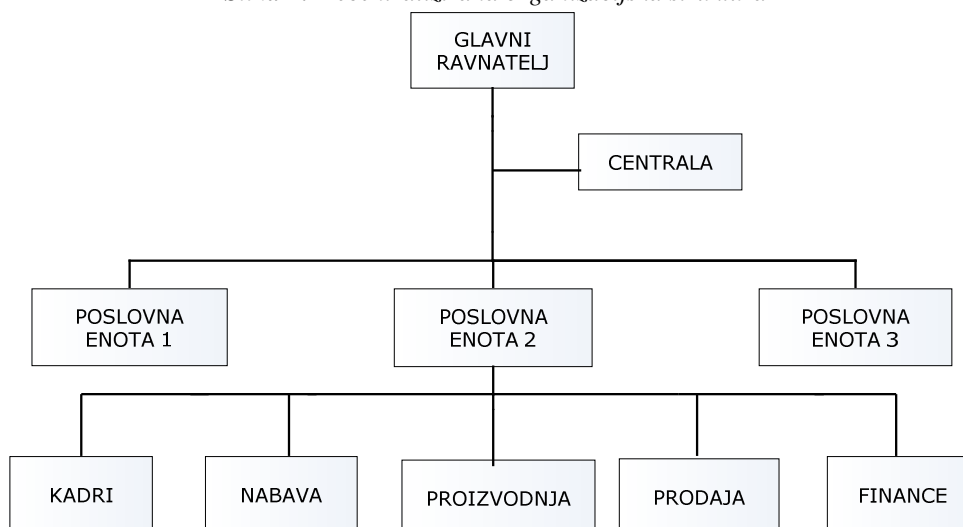 GLAVNI
RAVNATELJ
CENTRALA
POSLOVNA
ENOTA 1
POSLOVNA
ENOTA 2
POSLOVNA
ENOTA 3
KADRI
NABAVA
PROIZVODNJA
PRODAJA
FINANCE